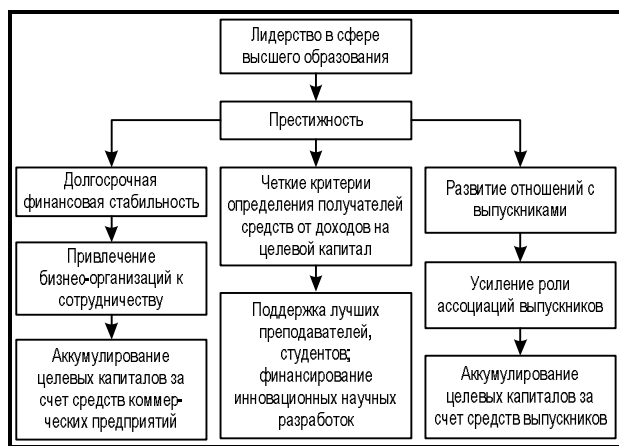 Лидерство в сфере
высшего образования
Престижность
Долгосрочная
финансовая стабильность
Привлечение
бизнес-организаций к
сотрудничеству
Аккумулирование
целевых капиталов за
счет средств коммер-
ческих предприятий
Четкие критерии
определения получателей
средств от доходов на
целевой капитал
Поддержка лучших
преподавателей,
студентов;
финансирование
инновационных научных
разработок
Развитие отношений с
выпускниками
Усиление роли
ассоциаций выпускников
Аккумулирование
целевых капиталов за
счет средств выпускников